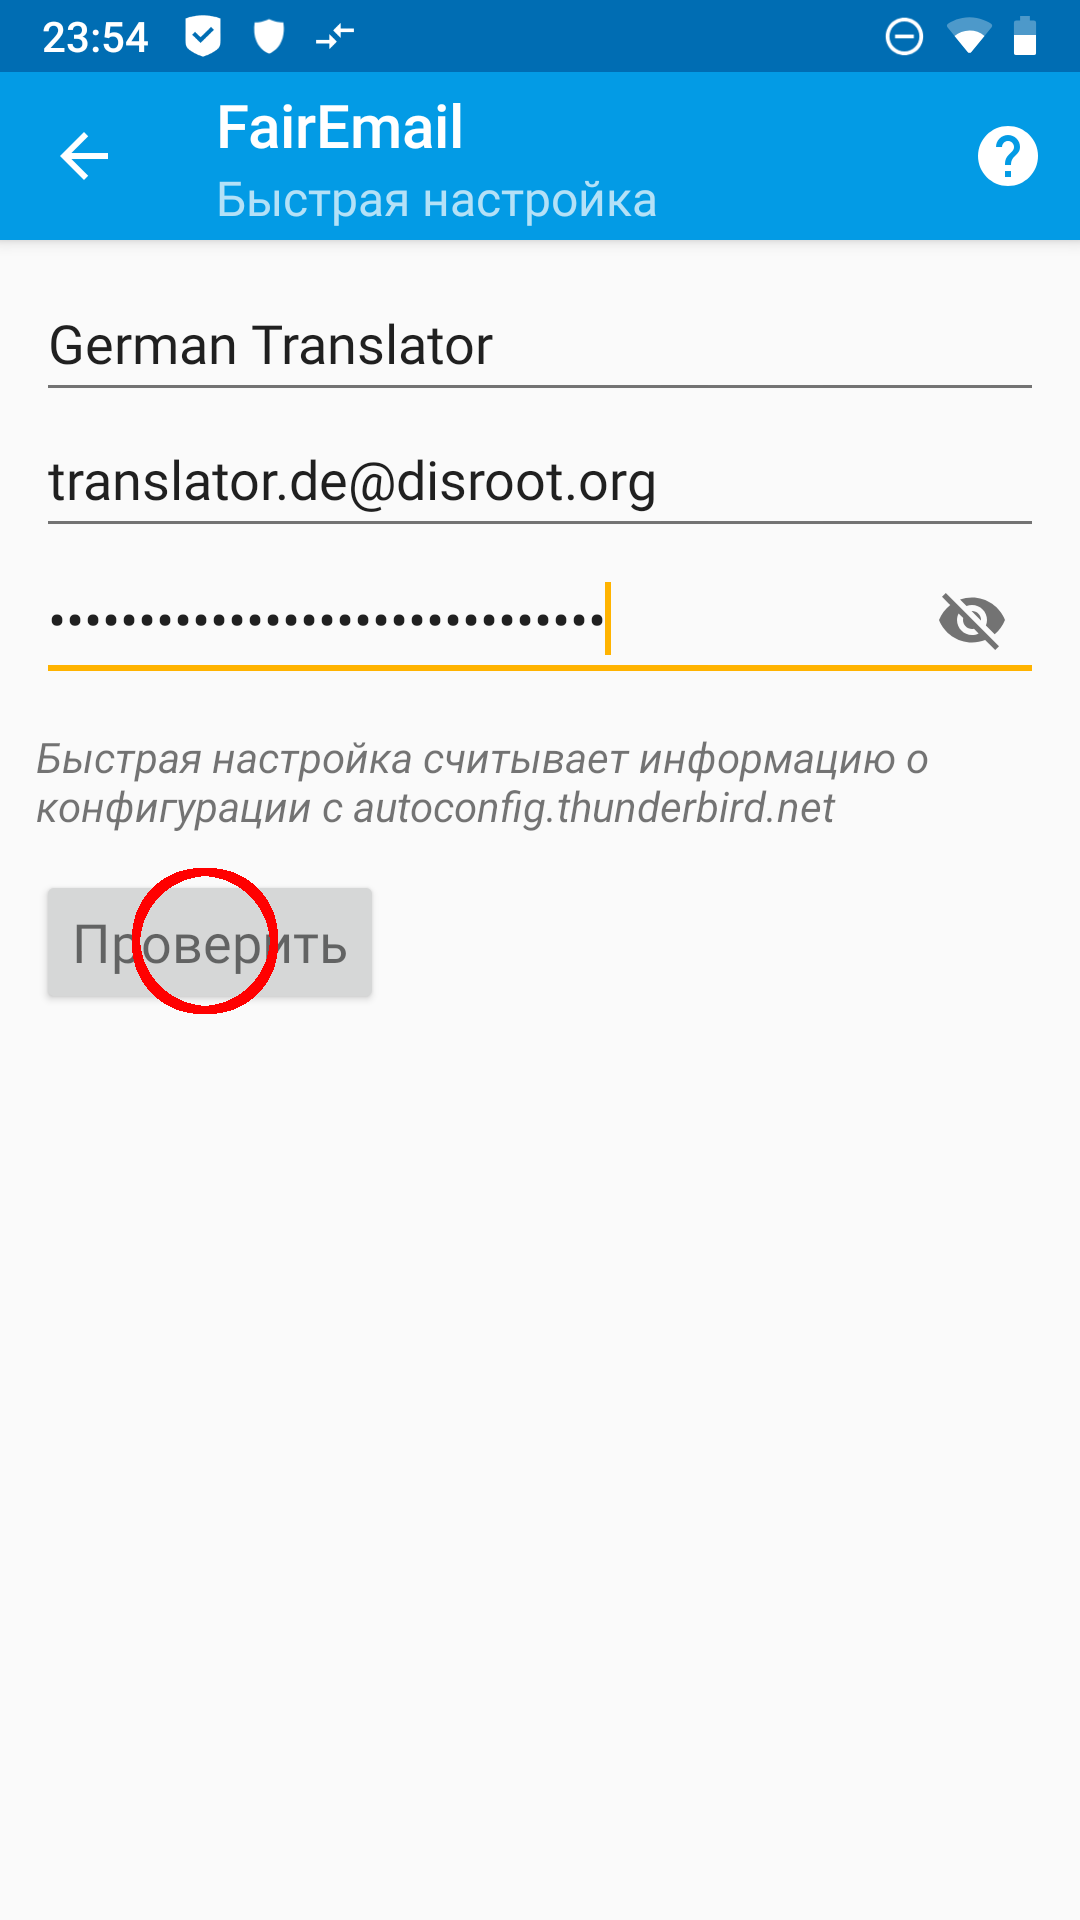 23:54
FairEmail
Быстрая настройка
German Translator
translator.de@disroot.org
•••••••••••••••••••••••••••••••
Быстрая настройка считывает информацию о
конфигурации с autoconfig.thunderbird.net
Проверить